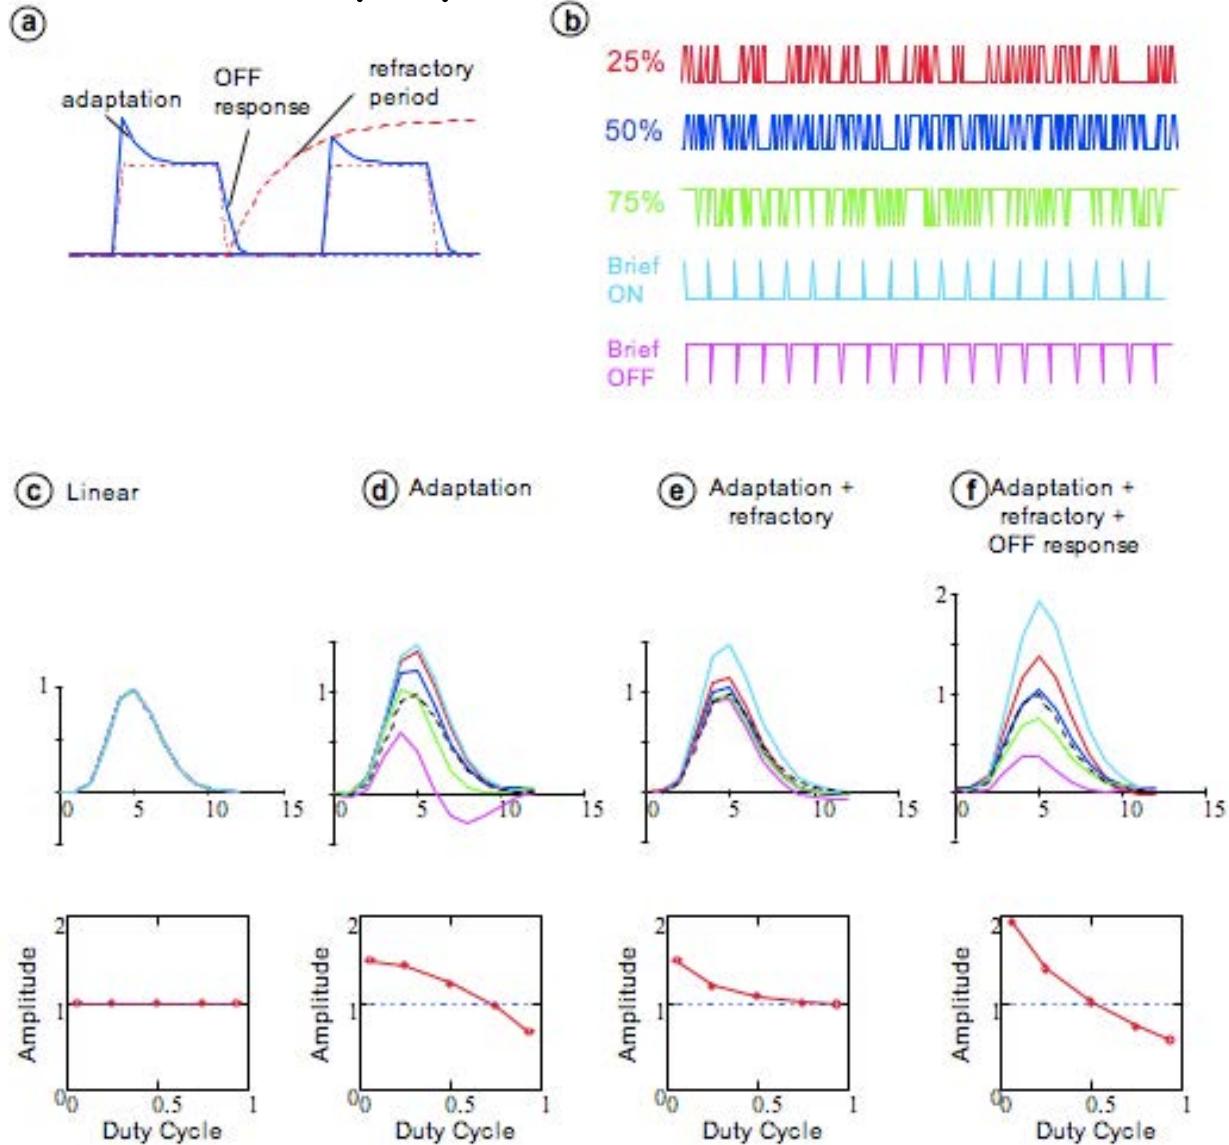 a
adaptation
OFF
response
refractory
period
b
25%
50%
75%
Brief
ON
Brief
OFF
c Linear
d Adaptation
e Adaptation +
refractory
f Adaptation +
refractory +
OFF response
1
0 5 10 15
1
0 5 10 15
1
0 5 10 15
2
1
0 5 10 15
Amplitude
2
1
0
0 0.5 1
Duty Cycle
Amplitude
2
1
0
0 0.5 1
Duty Cycle
Amplitude
2
1
0
0 0.5 1
Duty Cycle
Amplitude
2
1
0
0 0.5 1
Duty Cycle